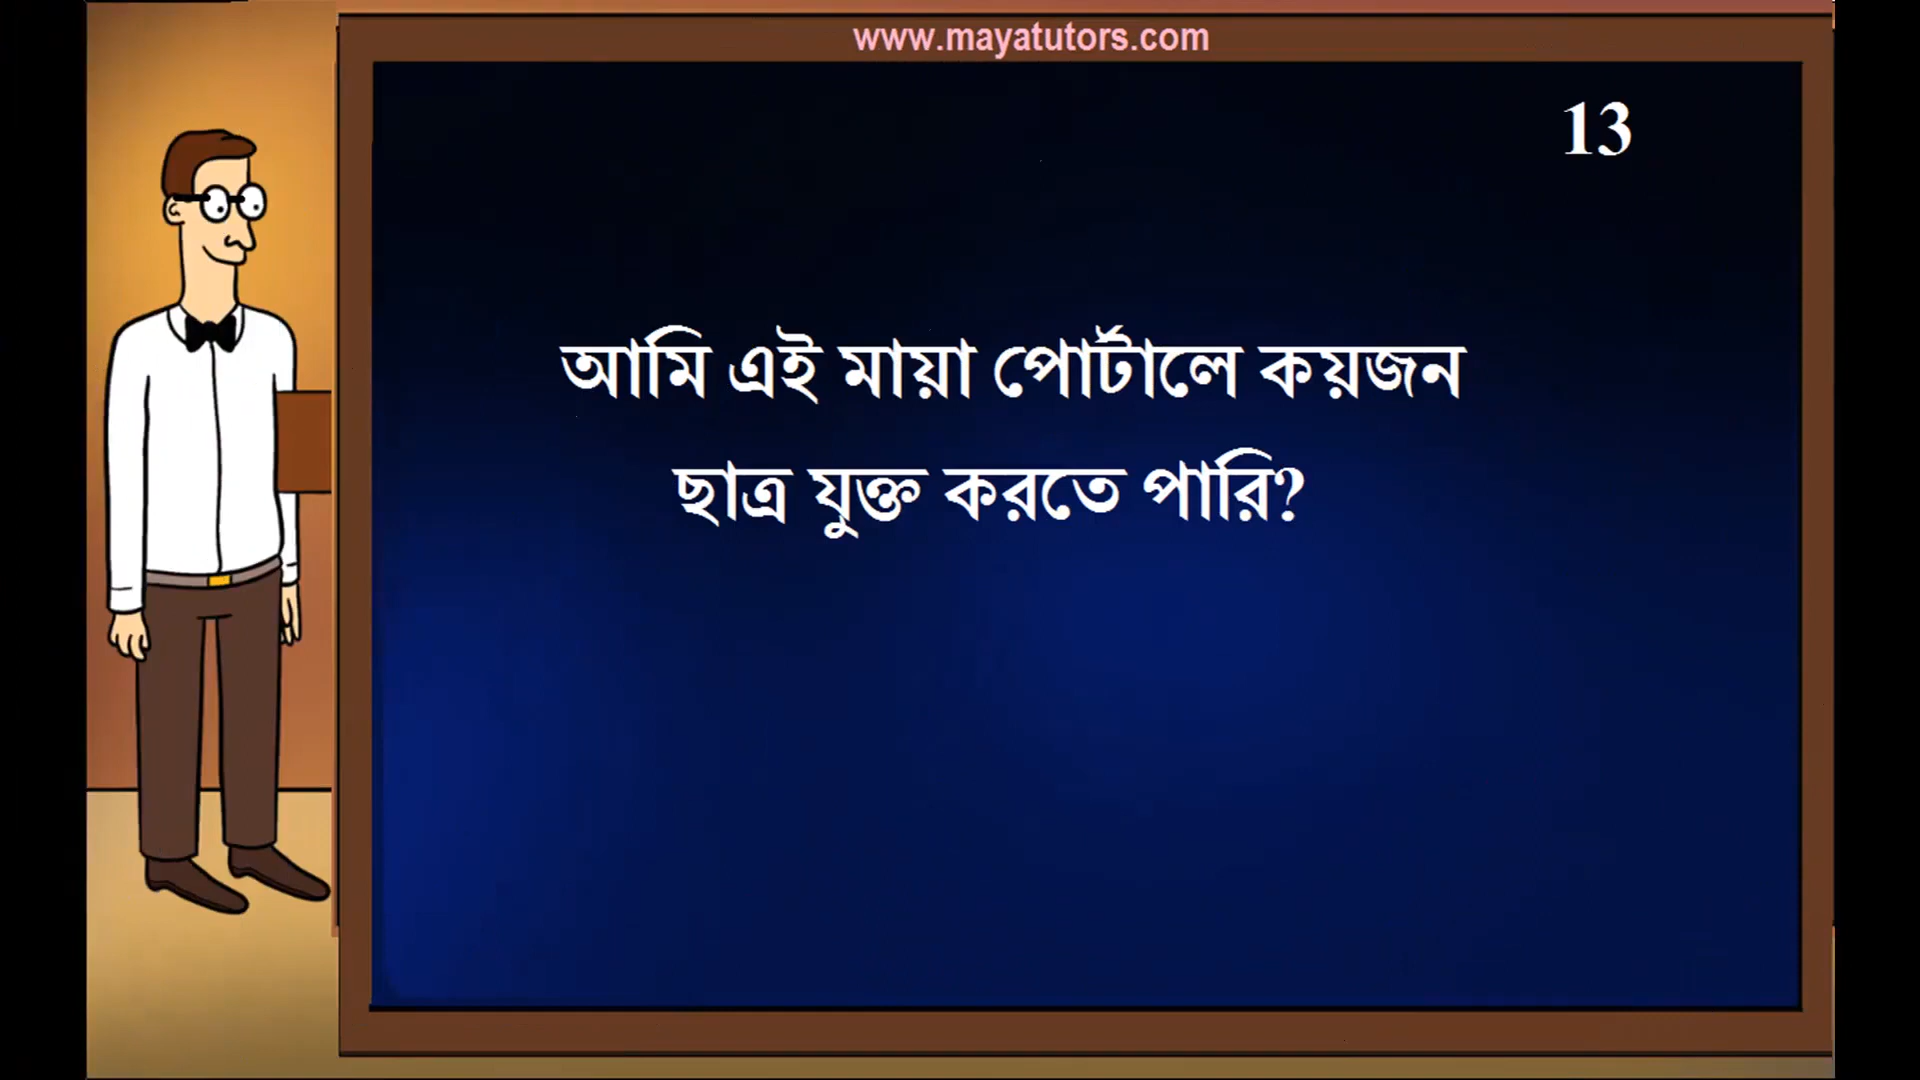 www.mayatutors.com
13
আমি এই মায়া পোর্টালে কয়জন
ছাত্র যুক্ত করতে পারি?